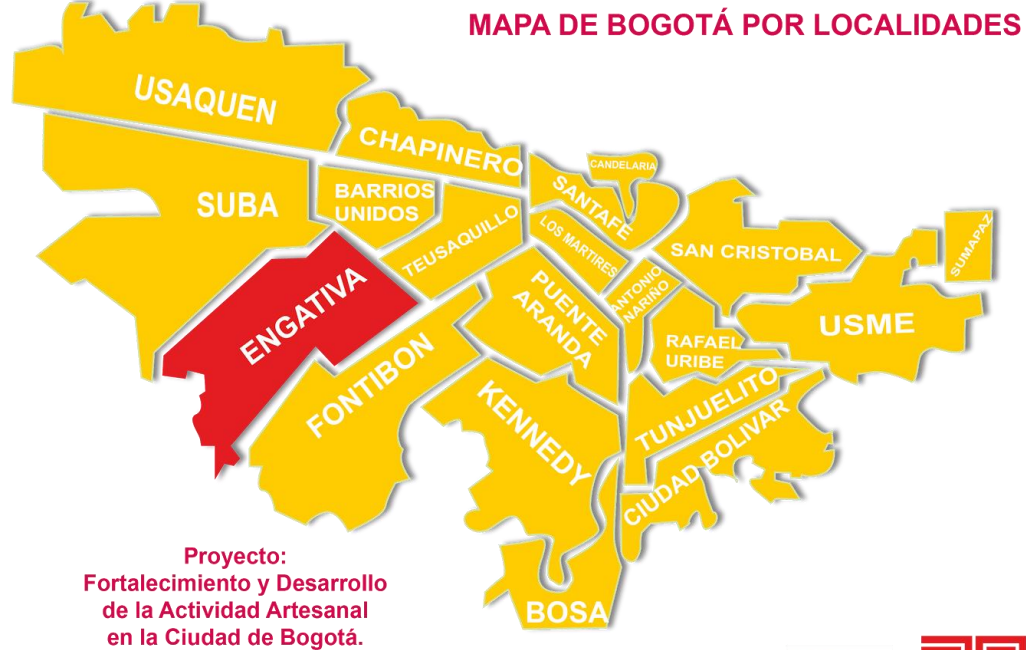 MAPA DE BOGOTÁ POR LOCALIDADES
USAQUEN
CHAPINERO
CANDELARIA
SANTAFE
SUBA
BARRIOS
UNIDOS
TEUSAQUILLO
LOS MARTIRES
SAN CRISTOBAL
SUMAPAZ
ENGATIVA
PUENTE
ARANDA
ANTONIO
NARIÑO
RAFAEL
URIBE
USME
FONTIBON
KENNEDY
TUNJUELITO
CIUDAD BOLIVAR
BOSA
Proyecto:
Fortalecimiento y Desarrollo
de la Actividad Artesanal
en la Ciudad de Bogotá.